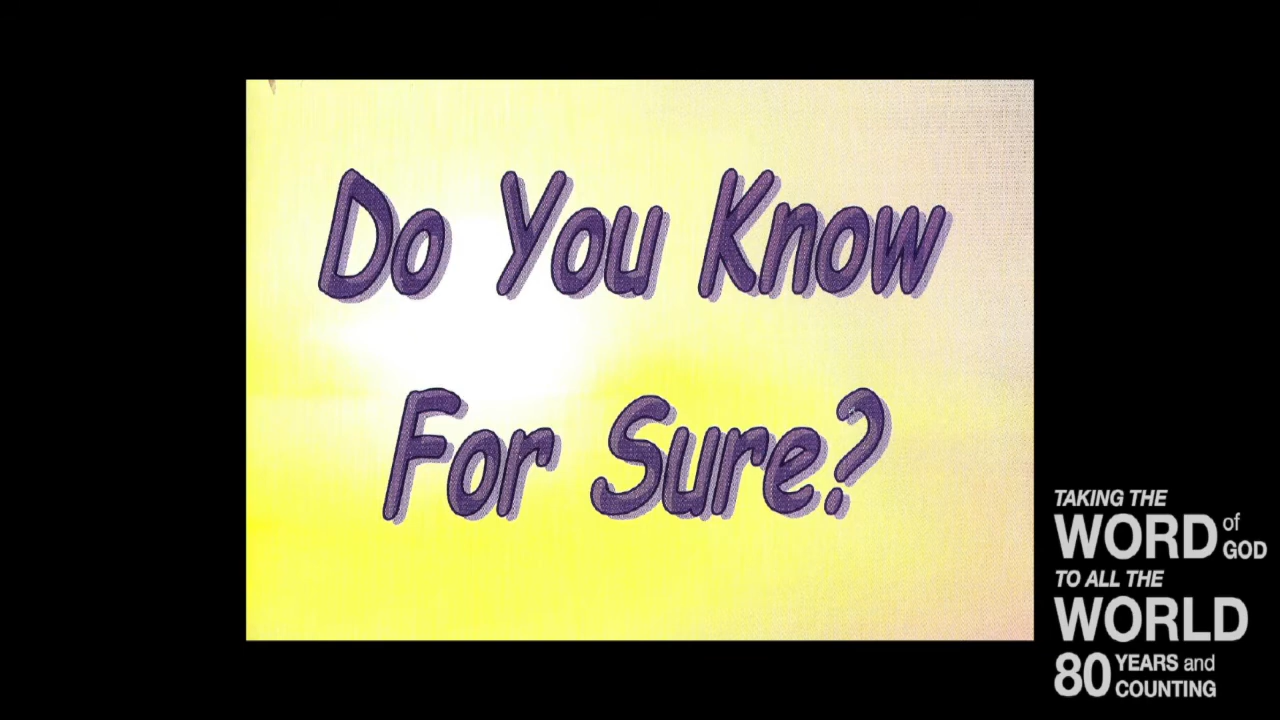 Do You Know
For Sure?
TAKING THE
WORD of GOD
TO ALL THE
WORLD
80 YEARS and
COUNTING